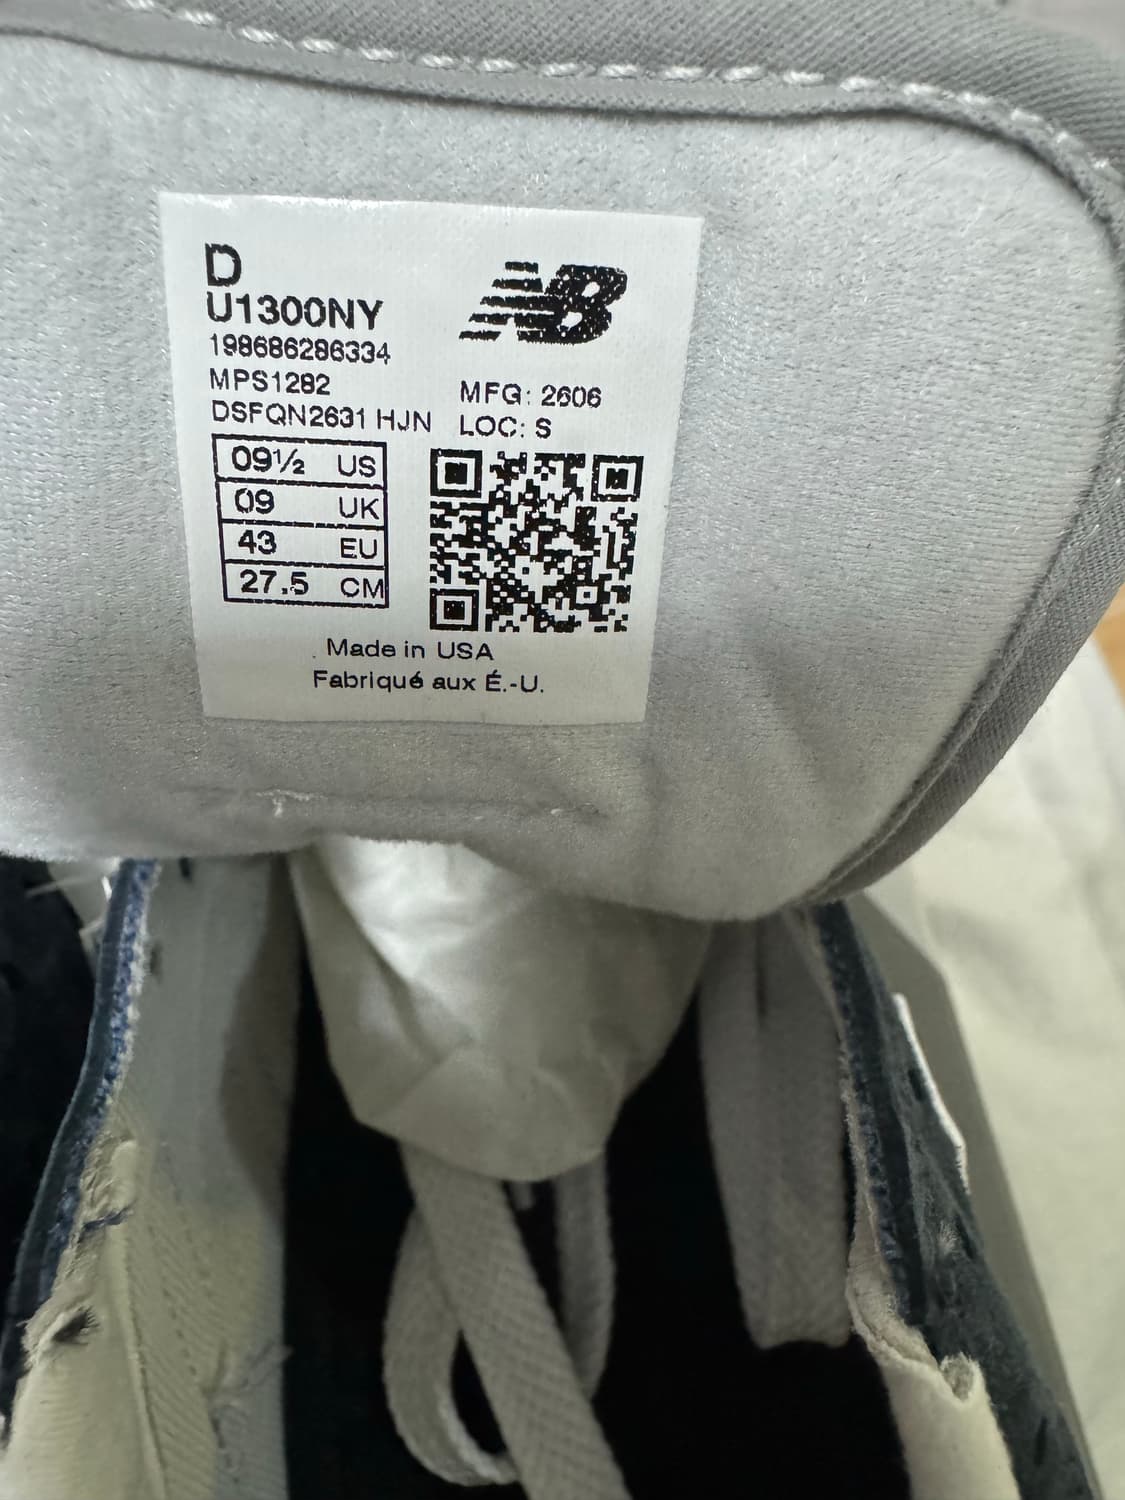 D
U1300NY
198686286334
MPS1282
DSFQN2631 HJN
NB
MFG: 2606
LOC: S
09½ US
09 UK
43 EU
27.5 CM
Made in USA
Fabriqué aux É.-U.